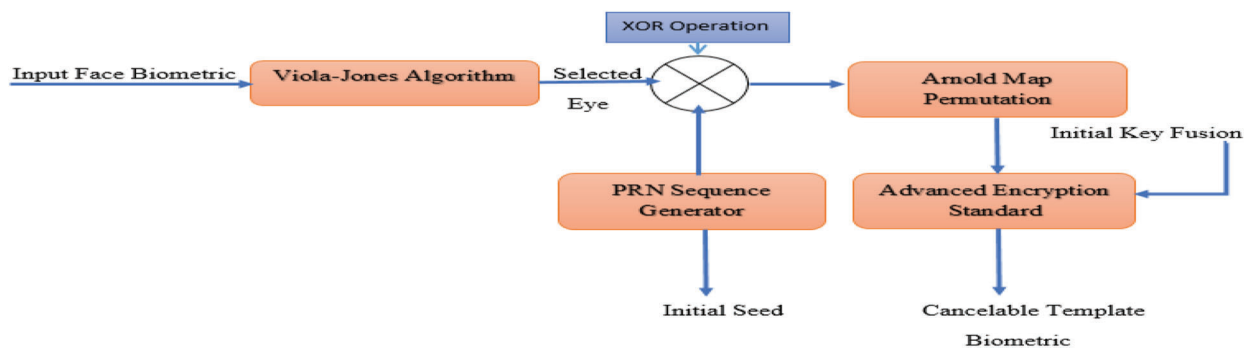 XOR Operation
Input Face Biometric
Viola-Jones Algorithm
Selected
Eye
Arnold Map
Permutation
Initial Key Fusion
PRN Sequence
Generator
Advanced Encryption
Standard
Initial Seed
Cancelable Template
Biometric